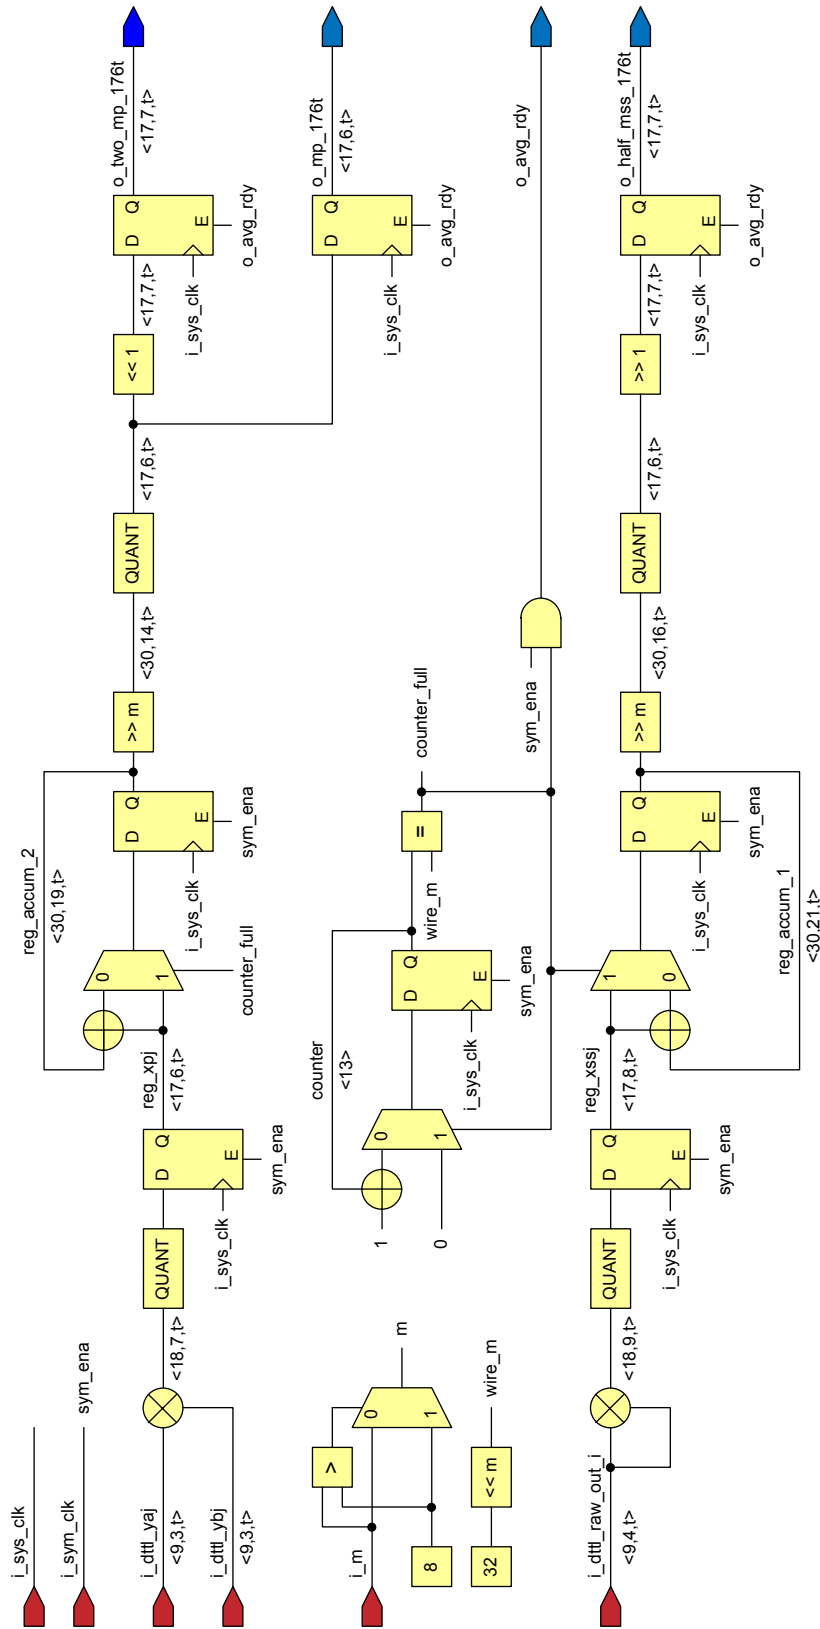 i_sys_clk
i_sym_clk
sym_ena
i_dttl_yaj
<9,3,t>
i_dttl_ybj
<9,3,t>
<18,7,t>
QUANT
D
Q
E
i_sys_clk
sym_ena
reg_xpj
<17,6,t>
0
1
counter_full
reg_accum_2
<30,19,t>
D
Q
E
i_sys_clk
sym_ena
>> m
<30,14,t>
QUANT
<17,6,t>
<< 1
<17,7,t>
D
Q
E
i_sys_clk
o_avg_rdy
o_two_mp_176t
<17,7,t>
D
Q
E
i_sys_clk
o_avg_rdy
o_mp_176t
<17,6,t>
i_m
8
>
0
1
m
32
<< m
wire_m
1
0
0
1
counter
<13>
D
Q
E
i_sys_clk
sym_ena
wire_m
=
counter_full
sym_ena
o_avg_rdy
i_dttl_raw_out_i
<9,4,t>
<18,9,t>
QUANT
D
Q
E
i_sys_clk
sym_ena
reg_xssj
<17,8,t>
1
0
D
Q
E
i_sys_clk
sym_ena
reg_accum_1
<30.21.t>
>> m
<30,16,t>
QUANT
<17,6,t>
>> 1
<17,7,t>
D
Q
E
i_sys_clk
o_avg_rdy
o_half_mss_176t
<17,7,t>